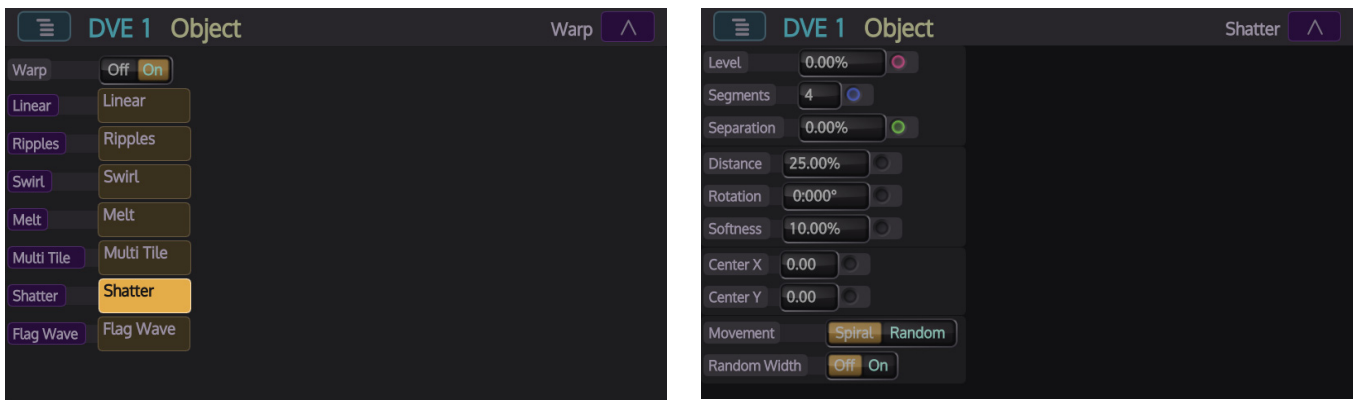 DVE 1 Object Warp
Warp Off On
Linear Linear
Ripples Ripples
Swirl Swirl
Melt Melt
Multi Tile Multi Tile
Shatter Shatter
Flag Wave Flag Wave
DVE 1 Object Shatter
Level 0.00%
Segments 4
Separation 0.00%
Distance 25.00%
Rotation 0:000°
Softness 10.00%
Center X 0.00
Center Y 0.00
Movement Spiral Random
Random Width Off On